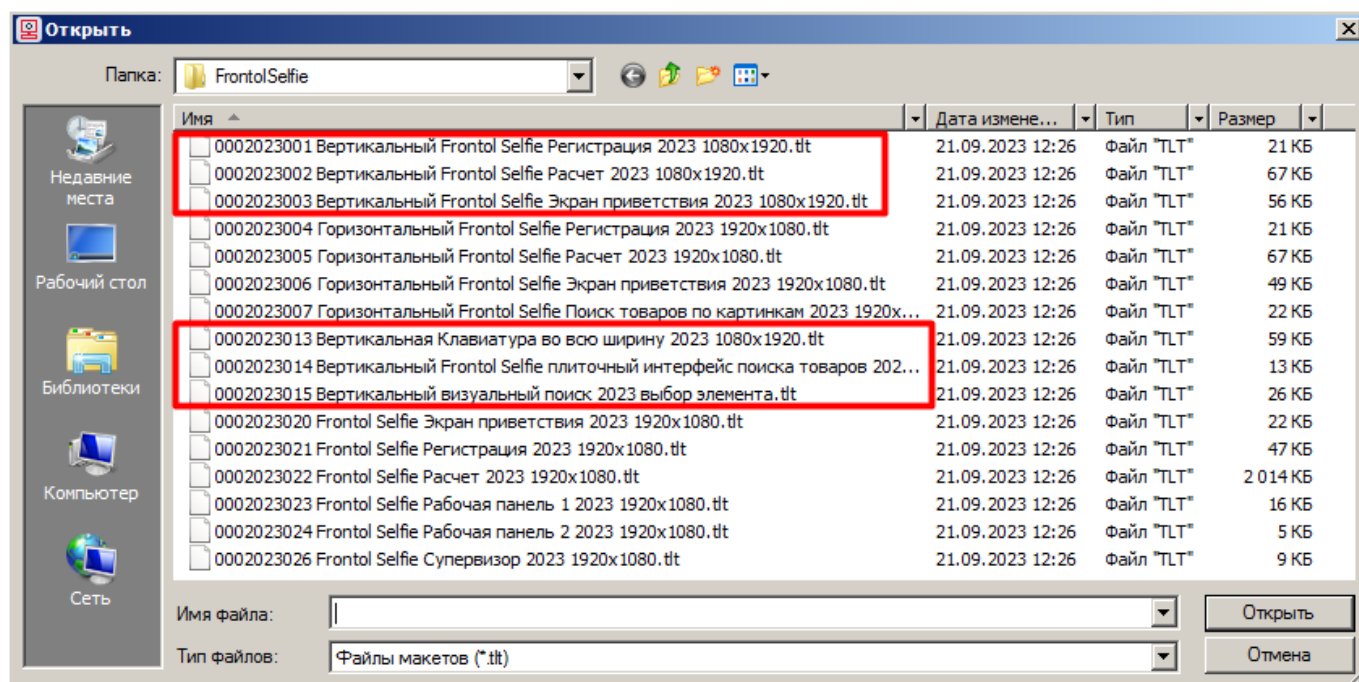 Открыть
Папка: FrontolSelfie
Имя Дата измене... Тип Размер
0002023001 Вертикальный Frontol Selfie Регистрация 2023 1080x1920.tlt 21.09.2023 12:26 Файл "TLT" 21 КБ
0002023002 Вертикальный Frontol Selfie Расчет 2023 1080x1920.tlt 21.09.2023 12:26 Файл "TLT" 67 КБ
0002023003 Вертикальный Frontol Selfie Экран приветствия 2023 1080x1920.tlt 21.09.2023 12:26 Файл "TLT" 56 КБ
0002023004 Горизонтальный Frontol Selfie Регистрация 2023 1920x1080.tlt 21.09.2023 12:26 Файл "TLT" 21 КБ
0002023005 Горизонтальный Frontol Selfie Расчет 2023 1920x1080.tlt 21.09.2023 12:26 Файл "TLT" 67 КБ
0002023006 Горизонтальный Frontol Selfie Экран приветствия 2023 1920x1080.tlt 21.09.2023 12:26 Файл "TLT" 49 КБ
0002023007 Горизонтальный Frontol Selfie Поиск товаров по картинкам 2023 1920x... 21.09.2023 12:26 Файл "TLT" 22 КБ
0002023013 Вертикальная Клавиатура во всю ширину 2023 1080x1920.tlt 21.09.2023 12:26 Файл "TLT" 59 КБ
0002023014 Вертикальный Frontol Selfie плиточный интерфейс поиска товаров 202... 21.09.2023 12:26 Файл "TLT" 13 КБ
0002023015 Вертикальный визуальный поиск 2023 выбор элемента.tlt 21.09.2023 12:26 Файл "TLT" 26 КБ
0002023020 Frontol Selfie Экран приветствия 2023 1920x1080.tlt 21.09.2023 12:26 Файл "TLT" 22 КБ
0002023021 Frontol Selfie Регистрация 2023 1920x1080.tlt 21.09.2023 12:26 Файл "TLT" 47 КБ
0002023022 Frontol Selfie Расчет 2023 1920x1080.tlt 21.09.2023 12:26 Файл "TLT" 2 014 КБ
0002023023 Frontol Selfie Рабочая панель 1 2023 1920x1080.tlt 21.09.2023 12:26 Файл "TLT" 16 КБ
0002023024 Frontol Selfie Рабочая панель 2 2023 1920x1080.tlt 21.09.2023 12:26 Файл "TLT" 5 КБ
0002023026 Frontol Selfie Супервизор 2023 1920x1080.tlt 21.09.2023 12:26 Файл "TLT" 9 КБ
Недавние
места
Рабочий стол
Библиотеки
Компьютер
Сеть
Имя файла: Открыть
Тип файлов: Файлы макетов (*.tlt) Отмена